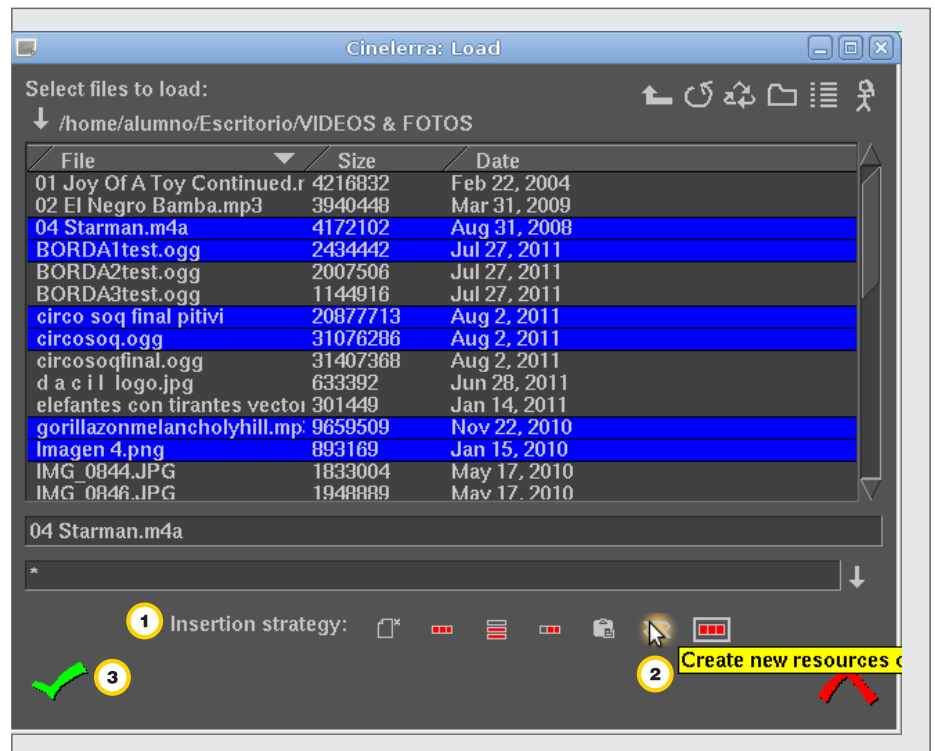 Cinelerra: Load
Select files to load:
/home/alumno/Escritorio/VIDEOS & FOTOS
File Size Date
01 Joy Of A Toy Continued.r 4216832 Feb 22, 2004
02 El Negro Bamba.mp3 3940448 Mar 31, 2009
04 Starman.m4a 4172102 Aug 31, 2008
BORDA1test.ogg 2434442 Jul 27, 2011
BORDA2test.ogg 2007506 Jul 27, 2011
BORDA3test.ogg 1144916 Jul 27, 2011
circo soq final pitivi 20877713 Aug 2, 2011
circosoq.ogg 31076286 Aug 2, 2011
circosoqfinal.ogg 31407368 Aug 2, 2011
d a c i l logo.jpg 633392 Jun 28, 2011
elefantes con tirantes vector 301449 Jan 14, 2011
gorillazonmelancholyhill.mp3 9659509 Nov 22, 2010
Imagen 4.png 893169 Jan 15, 2010
IMG_0844.JPG 1833004 May 17, 2010
IMG_0846.JPG 1948889 May 17, 2010
04 Starman.m4a
*
1 Insertion strategy:
2 Create new resources o
3